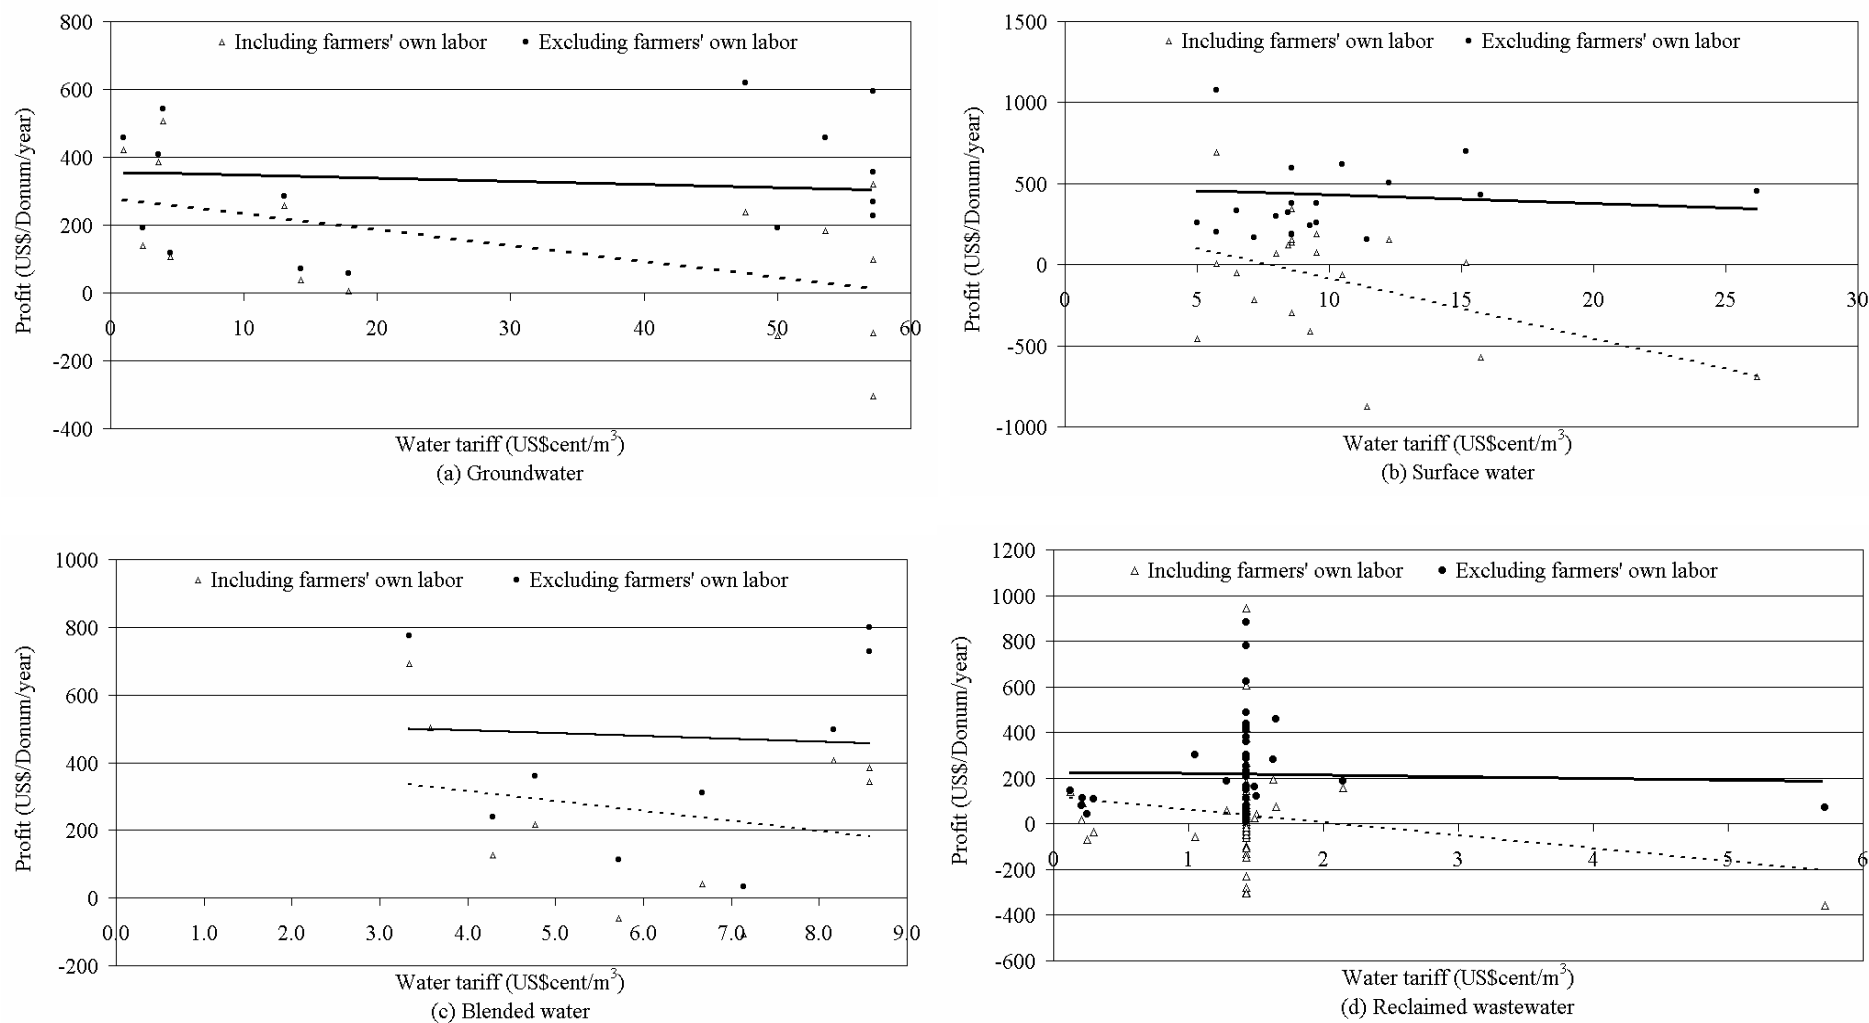 800
Including farmers' own labor Excluding farmers' own labor
600
400
200
0
-200
-400
0 10 20 30 40 50 60
Profit (US$/Donum/year)
Water tariff (US$cent/m³)
(a) Groundwater
1500
Including farmers' own labor Excluding farmers' own labor
1000
500
0
-500
-1000
0 5 10 15 20 25 30
Profit (US$/Donum/year)
Water tariff (US$cent/m³)
(b) Surface water
1000
Including farmers' own labor Excluding farmers' own labor
800
600
400
200
0
-200
0.0 1.0 2.0 3.0 4.0 5.0 6.0 7.0 8.0 9.0
Profit (US$/Donum/year)
Water tariff (US$cent/m³)
(c) Blended water
1200
Including farmers' own labor Excluding farmers' own labor
1000
800
600
400
200
0
-200
-400
-600
0 1 2 3 4 5 6
Profit (US$/Donum/year)
Water tariff (US$cent/m³)
(d) Reclaimed wastewater